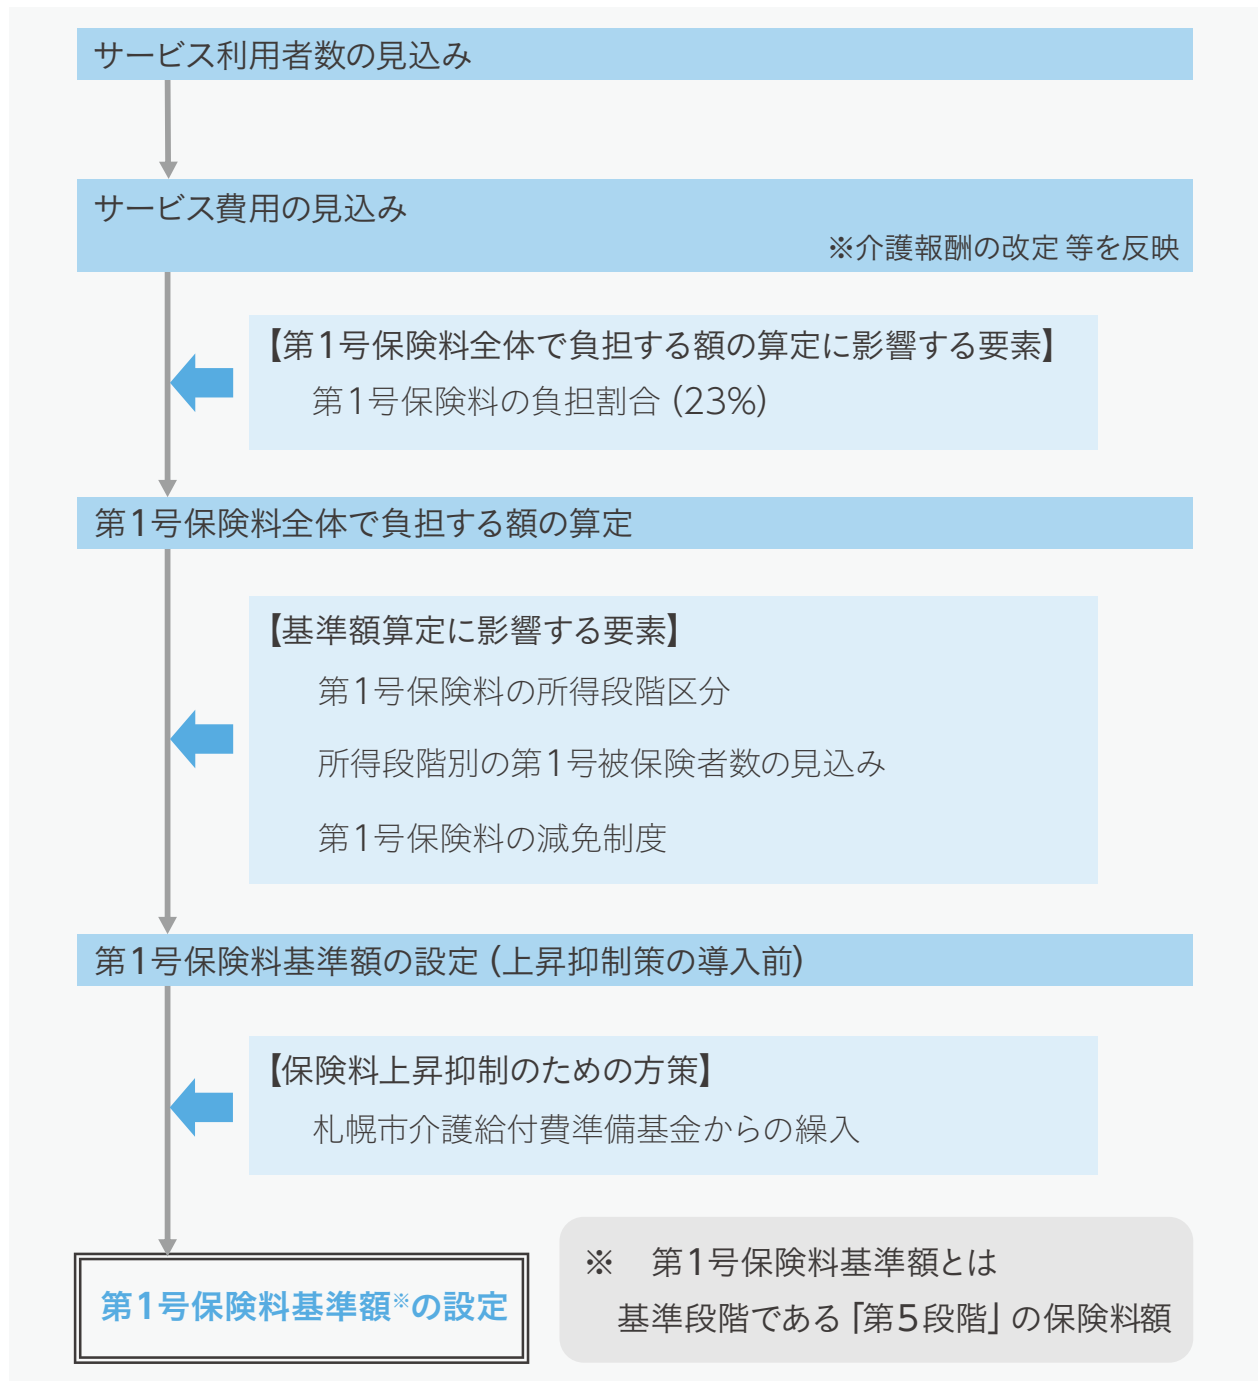 サービス利用者数の見込み
サービス費用の見込み
※介護報酬の改定 等を反映
【第1号保険料全体で負担する額の算定に影響する要素】
第1号保険料の負担割合 (23%)
第1号保険料全体で負担する額の算定
【基準額算定に影響する要素】
第1号保険料の所得段階区分
所得段階別の第1号被保険者数の見込み
第1号保険料の減免制度
第1号保険料基準額の設定 (上昇抑制策の導入前)
【保険料上昇抑制のための方策】
札幌市介護給付費準備基金からの繰入
第1号保険料基準額※の設定
※　第1号保険料基準額とは
基準段階である「第5段階」の保険料額